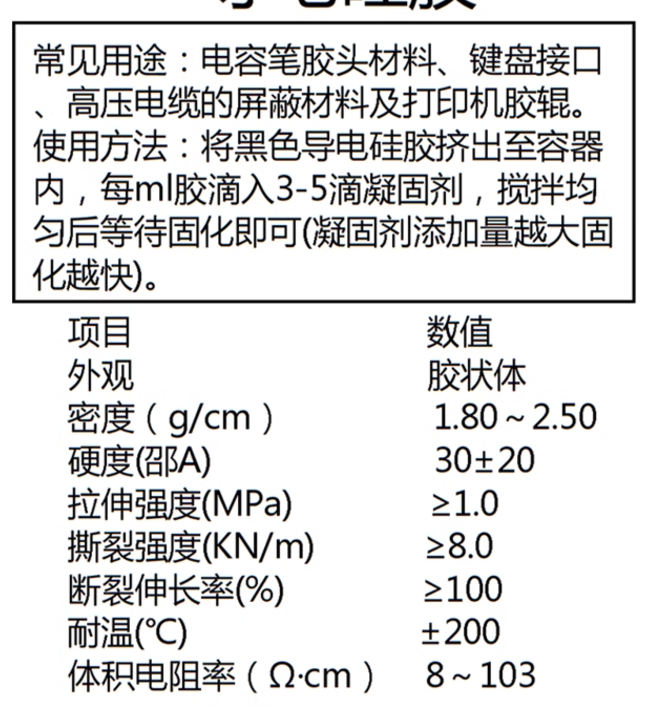 常见用途：电容笔胶头材料、键盘接口
、高压电缆的屏蔽材料及打印机胶辊。
使用方法：将黑色导电硅胶挤出至容器
内，每ml胶滴入3-5滴凝固剂，搅拌均
匀后等待固化即可(凝固剂添加量越大固
化越快)。
项目 数值
外观 胶状体
密度（g/cm） 1.80～2.50
硬度(邵A) 30±20
拉伸强度(MPa) ≥1.0
撕裂强度(KN/m) ≥8.0
断裂伸长率(%) ≥100
耐温(℃) ±200
体积电阻率（Ω·cm） 8～103